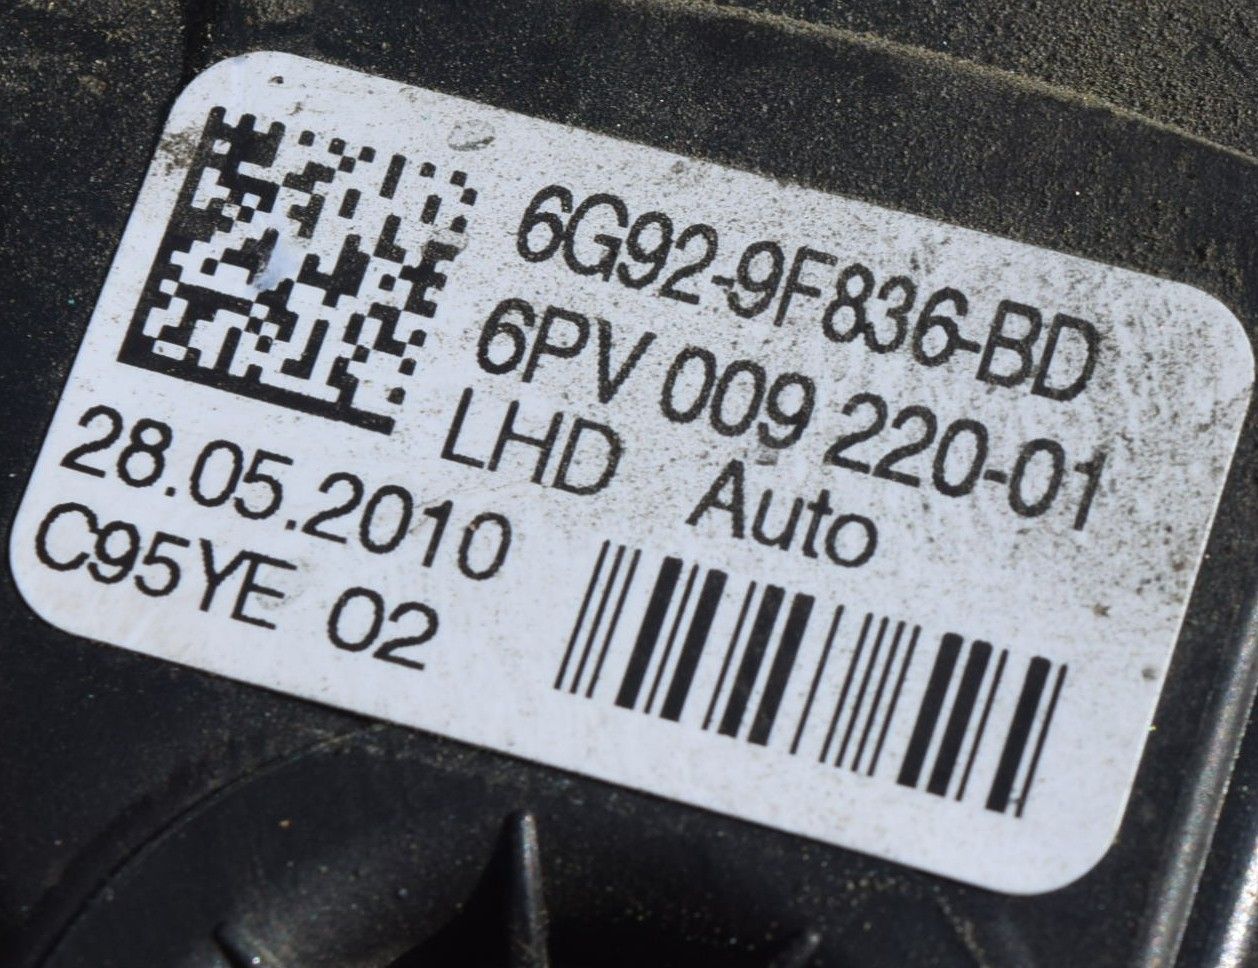 6G92-9F836-BD
6PV 009 220-01
LHD Auto
28.05.2010
C95YE 02